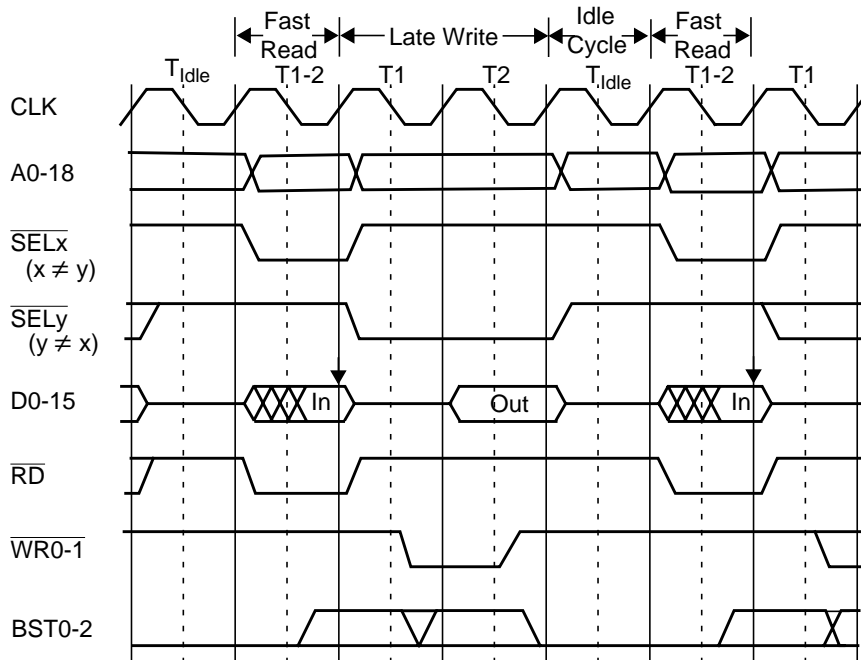 Fast Read
Late Write
Idle Cycle
Fast Read
TIdle
T1-2
T1
T2
TIdle
T1-2
T1
CLK
A0-18
SELx
(x ≠ y)
SELy
(y ≠ x)
D0-15
In
Out
In
RD
WR0-1
BST0-2